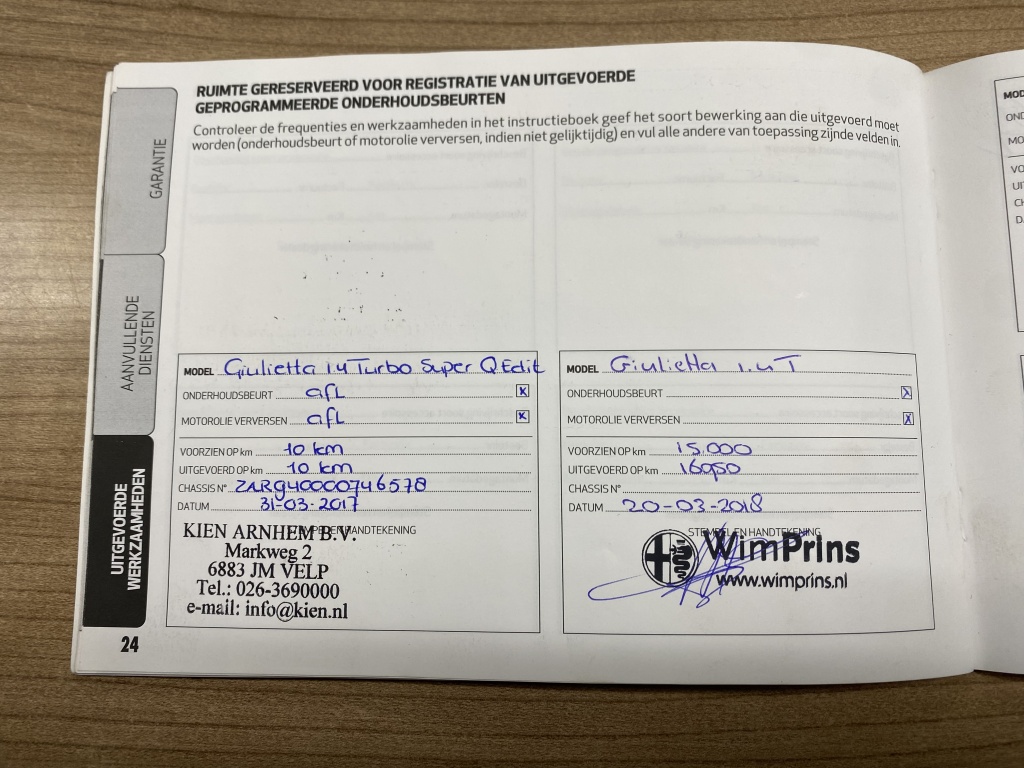 RUIMTE GERESERVEERD VOOR REGISTRATIE VAN UITGEVOERDE
GEPROGRAMMEERDE ONDERHOUDSBEURTEN
Controleer de frequenties en werkzaamheden in het instructieboek geef het soort bewerking aan die uitgevoerd moet
worden (onderhoudsbeurt of motorolie verversen, indien niet gelijktijdig) en vul alle andere van toepassing zijnde velden in.
GARANTIE
AANVULLENDE
DIENSTEN
UITGEVOERDE
WERKZAAMHEDEN
MODEL Giulietta 1.4 Turbo Super Q Edit
ONDERHOUDSBEURT afl X
MOTOROLIE VERVERSEN afl X
VOORZIEN OP km 10 km
UITGEVOERD OP km 10 km
CHASSIS N° ZARG40000746578
DATUM 31-03-2017
STEMPEL EN HANDTEKENING
KIEN ARNHEM B.V.
Markweg 2
6883 JM VELP
Tel.: 026-3690000
e-mail: info@kien.nl
MODEL Giulietta 1.4 T
ONDERHOUDSBEURT X
MOTOROLIE VERVERSEN X
VOORZIEN OP km 15.000
UITGEVOERD OP km 16950
CHASSIS N°
DATUM 20-03-2018
STEMPEL EN HANDTEKENING
WimPrins
www.wimprins.nl
24